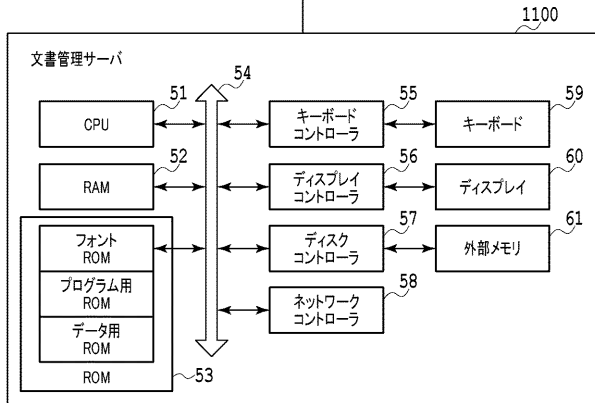 1100
文書管理サーバ
51
CPU
52
RAM
フォント
ROM
プログラム用
ROM
データ用
ROM
ROM
53
54
55
キーボード
コントローラ
56
ディスプレイ
コントローラ
57
ディスク
コントローラ
58
ネットワーク
コントローラ
59
キーボード
60
ディスプレイ
61
外部メモリ